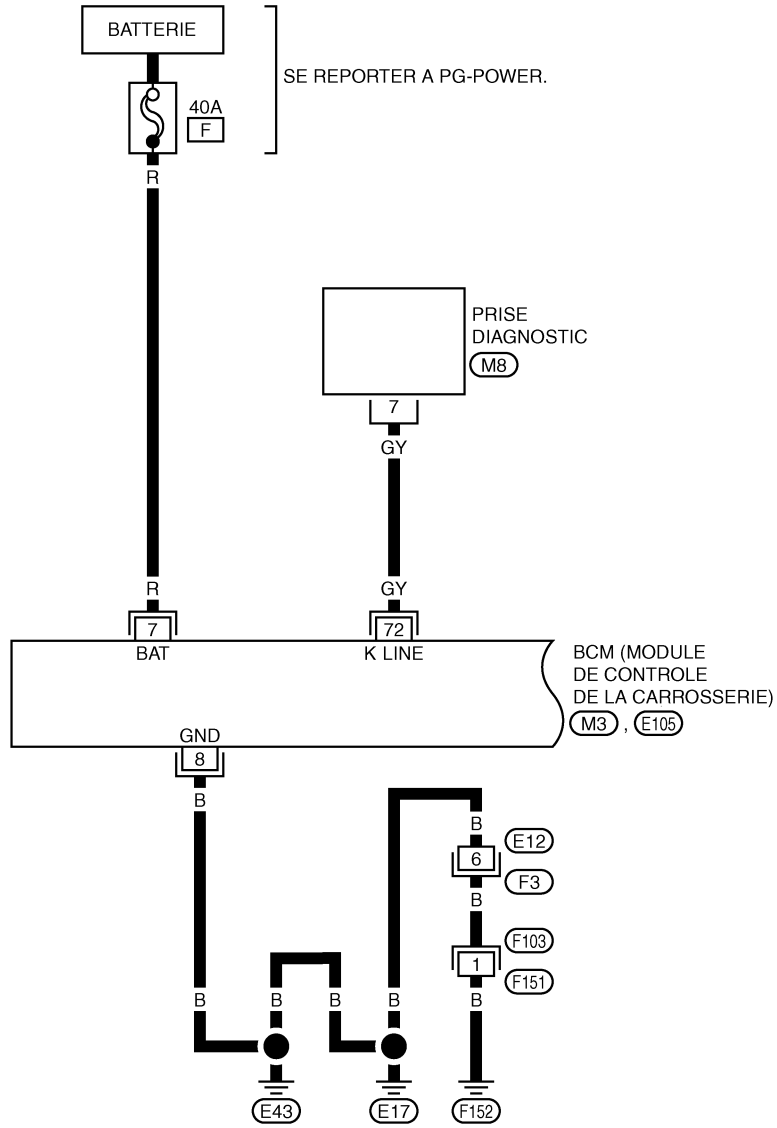 BATTERIE
SE REPORTER A PG-POWER.
40A
F
R
PRISE
DIAGNOSTIC
M8
7
GY
R
GY
7
72
BAT
K LINE
BCM (MODULE
DE CONTROLE
DE LA CARROSSERIE)
M3 , E105
GND
8
B
B
E12
6
F3
B
F103
1
F151
B
B
B
B
B
E43
E17
F152